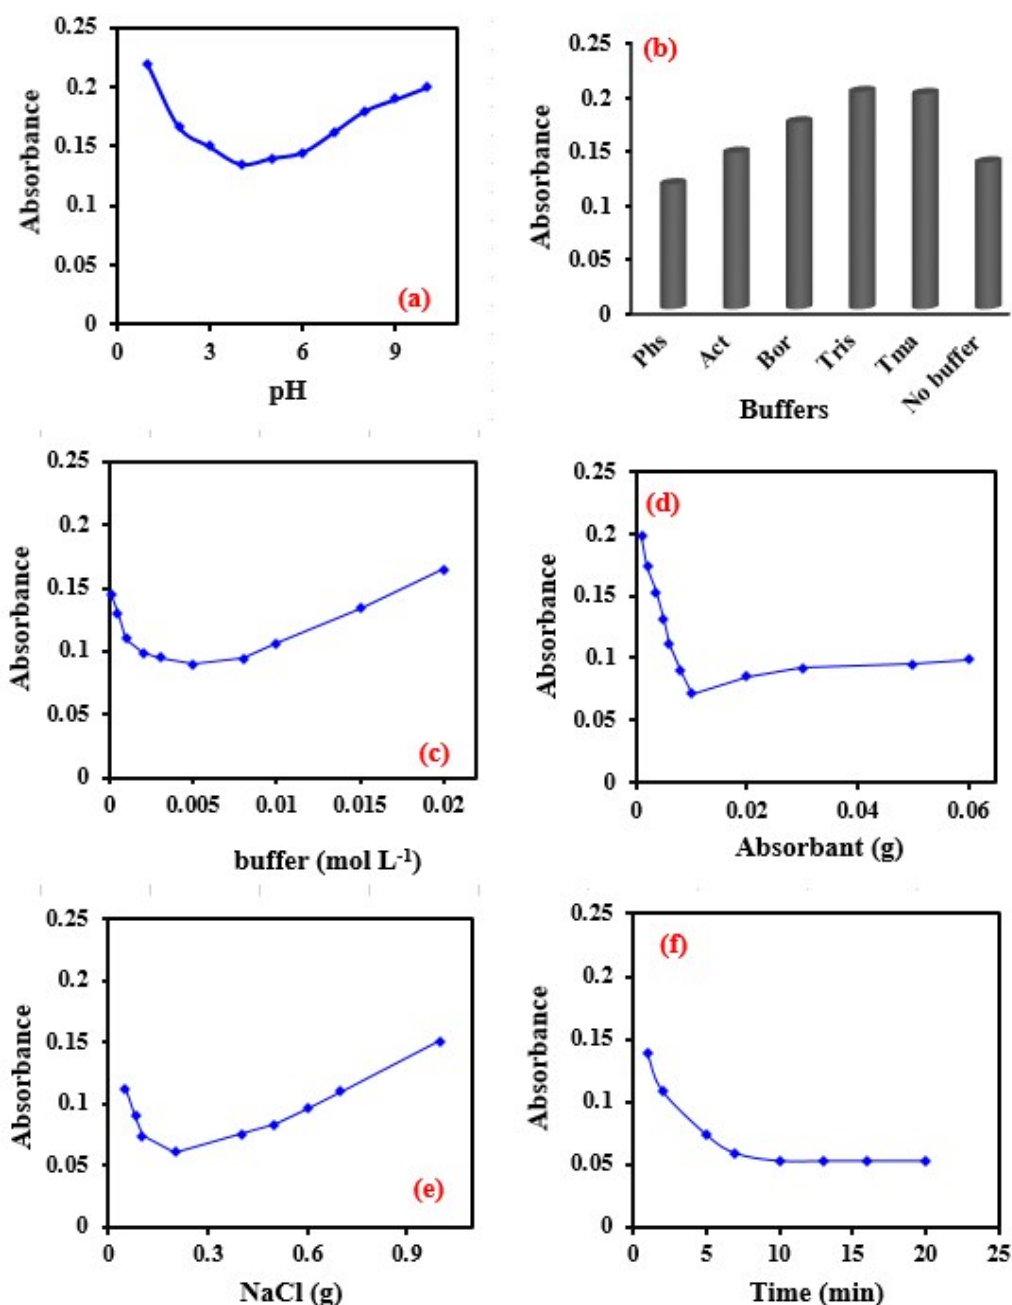 0.25
0.2
0.15
0.1
0.05
0
Absorbance
(a)
0 3 6 9
pH
0.25
0.2
0.15
0.1
0.05
0
Absorbance
(b)
Phs Act Bor Tris Tma No buffer
Buffers
0.25
0.2
0.15
0.1
0.05
0
Absorbance
(c)
0 0.005 0.01 0.015 0.02
buffer (mol L⁻¹)
0.25
0.2
0.15
0.1
0.05
0
Absorbance
(d)
0 0.02 0.04 0.06
Absorbant (g)
0.25
0.2
0.15
0.1
0.05
0
Absorbance
(e)
0 0.3 0.6 0.9
NaCl (g)
0.25
0.2
0.15
0.1
0.05
0
Absorbance
(f)
0 5 10 15 20 25
Time (min)